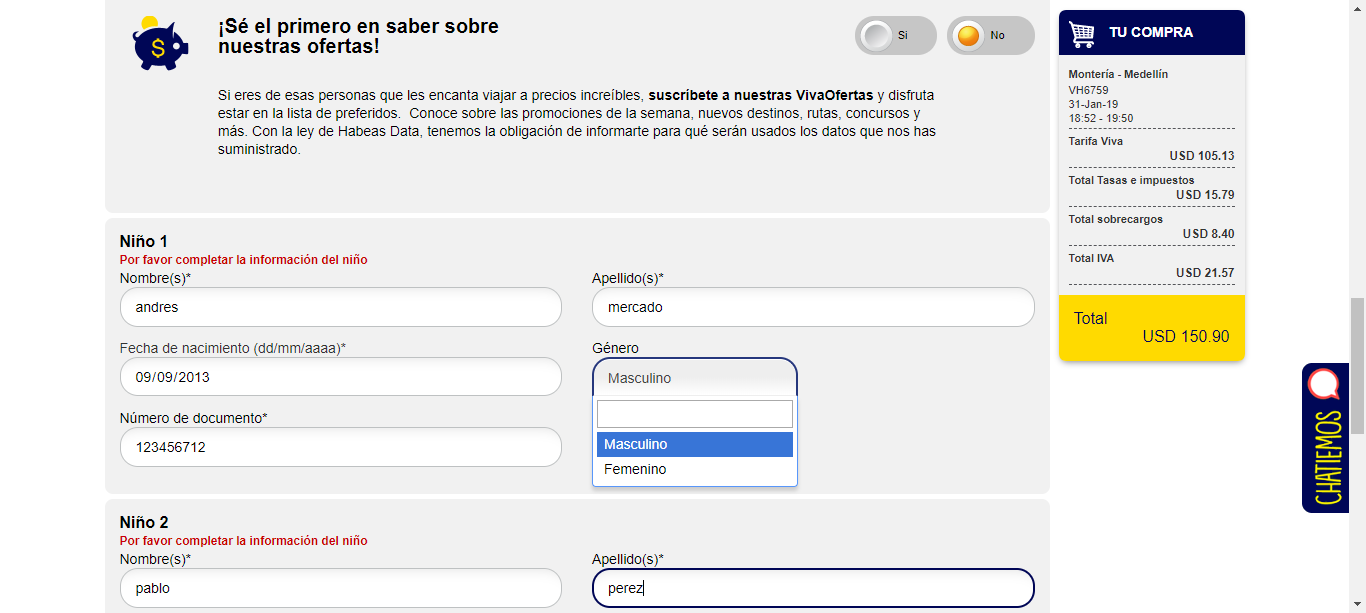 ¡Sé el primero en saber sobre
nuestras ofertas!
Si
No
Si eres de esas personas que les encanta viajar a precios increíbles, suscríbete a nuestras VivaOfertas y disfruta
estar en la lista de preferidos. Conoce sobre las promociones de la semana, nuevos destinos, rutas, concursos y
más. Con la ley de Habeas Data, tenemos la obligación de informarte para qué serán usados los datos que nos has
suministrado.
Niño 1
Por favor completar la información del niño
Nombre(s)*
Apellido(s)*
andres
mercado
Fecha de nacimiento (dd/mm/aaaa)*
Género
09/09/2013
Masculino
Número de documento*
123456712
Masculino
Femenino
Niño 2
Por favor completar la información del niño
Nombre(s)*
Apellido(s)*
pablo
perez
TU COMPRA
Montería - Medellín
VH6759
31-Jan-19
18:52 - 19:50
Tarifa Viva
USD 105.13
Total Tasas e impuestos
USD 15.79
Total sobrecargos
USD 8.40
Total IVA
USD 21.57
Total
USD 150.90
CHATIEMOS